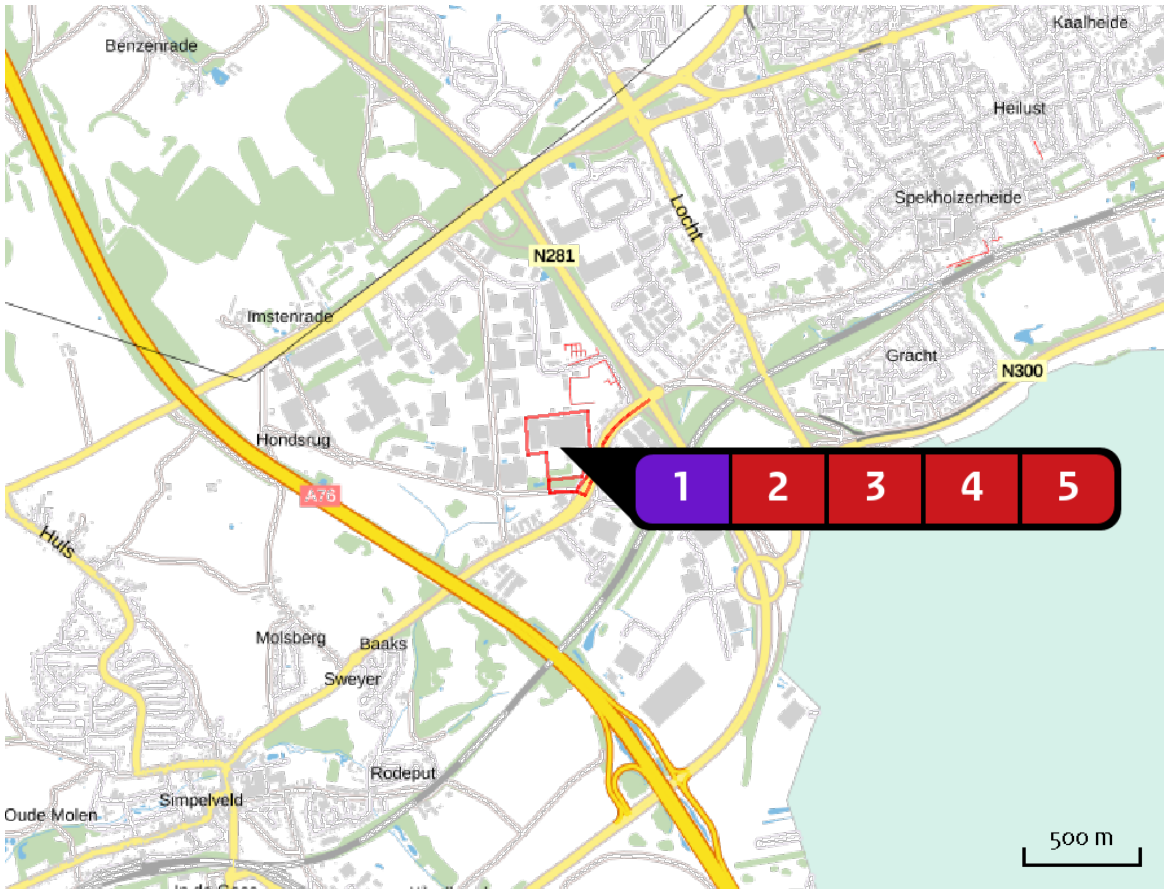 Kaalheide
Benzenrade
Heilust
Spekholzerheide
Locht
N281
Imstenrade
Gracht
N300
Hondsrug
1 2 3 4 5
A76
Huls
Molsberg
Baaks
Sweyer
Rodeput
Simpelveld
Oude Molen
500 m